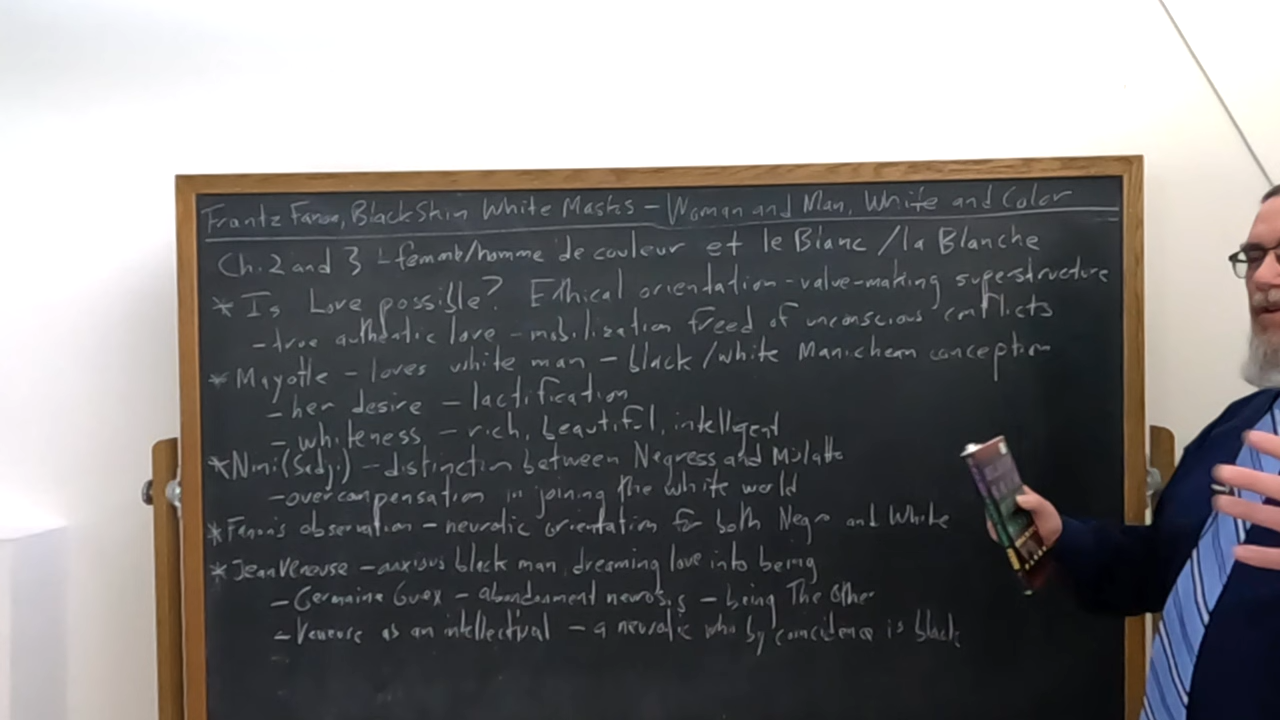 Frantz Fanon, Black Skin White Masks - Woman and Man, White and Color
Ch. 2 and 3 - femme/homme de couleur et le Blanc / la Blanche
* Is Love possible? Ethical orientation - value-making superstructure
- true authentic love - mobilization freed of unconscious conflicts
* Mayotte - loves white man - black/white Manichean conception
- her desire - lactification
- whiteness - rich, beautiful, intelligent
* Nini (Sadji) - distinction between Negress and Mulatto
- overcompensation in joining the white world
* Fanon's observation - neurotic orientation for both Negro and White
* Jean Veneuse - anxious black man, dreaming love into being
- Germaine Guex - abandonment neurosis - being The Other
- Veneuse as an intellectual - a neurotic who by coincidence is black